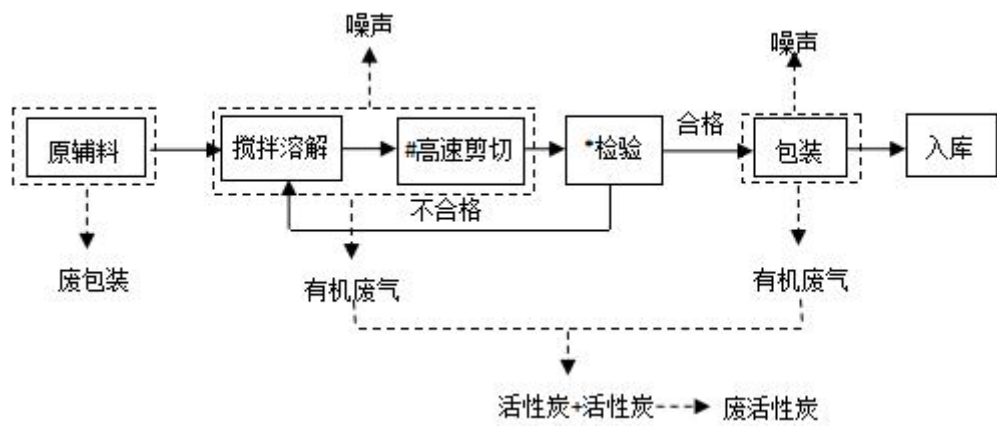 噪声
噪声
原辅料
搅拌溶解
#高速剪切
*检验
合格
包装
入库
不合格
废包装
有机废气
有机废气
活性炭+活性炭
废活性炭